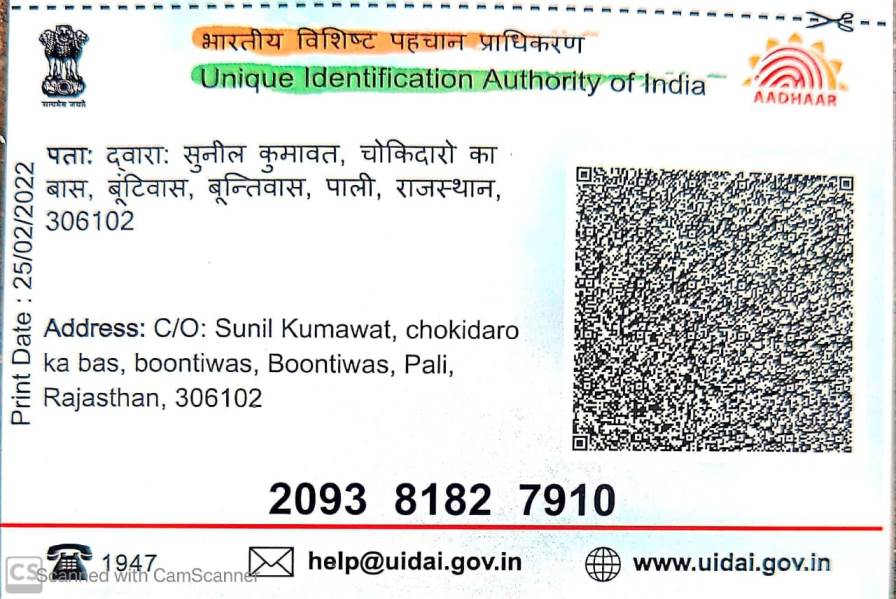 भारतीय विशिष्ट पहचान प्राधिकरण
Unique Identification Authority of India
सत्यमेव जयते
AADHAAR
Print Date : 25/02/2022
पता: द्वारा: सुनील कुमावत, चोकिदारो का
बास, बूंटिवास, बून्तिवास, पाली, राजस्थान,
306102
Address: C/O: Sunil Kumawat, chokidaro
ka bas, boontiwas, Boontiwas, Pali,
Rajasthan, 306102
2093 8182 7910
1947
help@uidai.gov.in
www.uidai.gov.in
CS Scanned with CamScanner